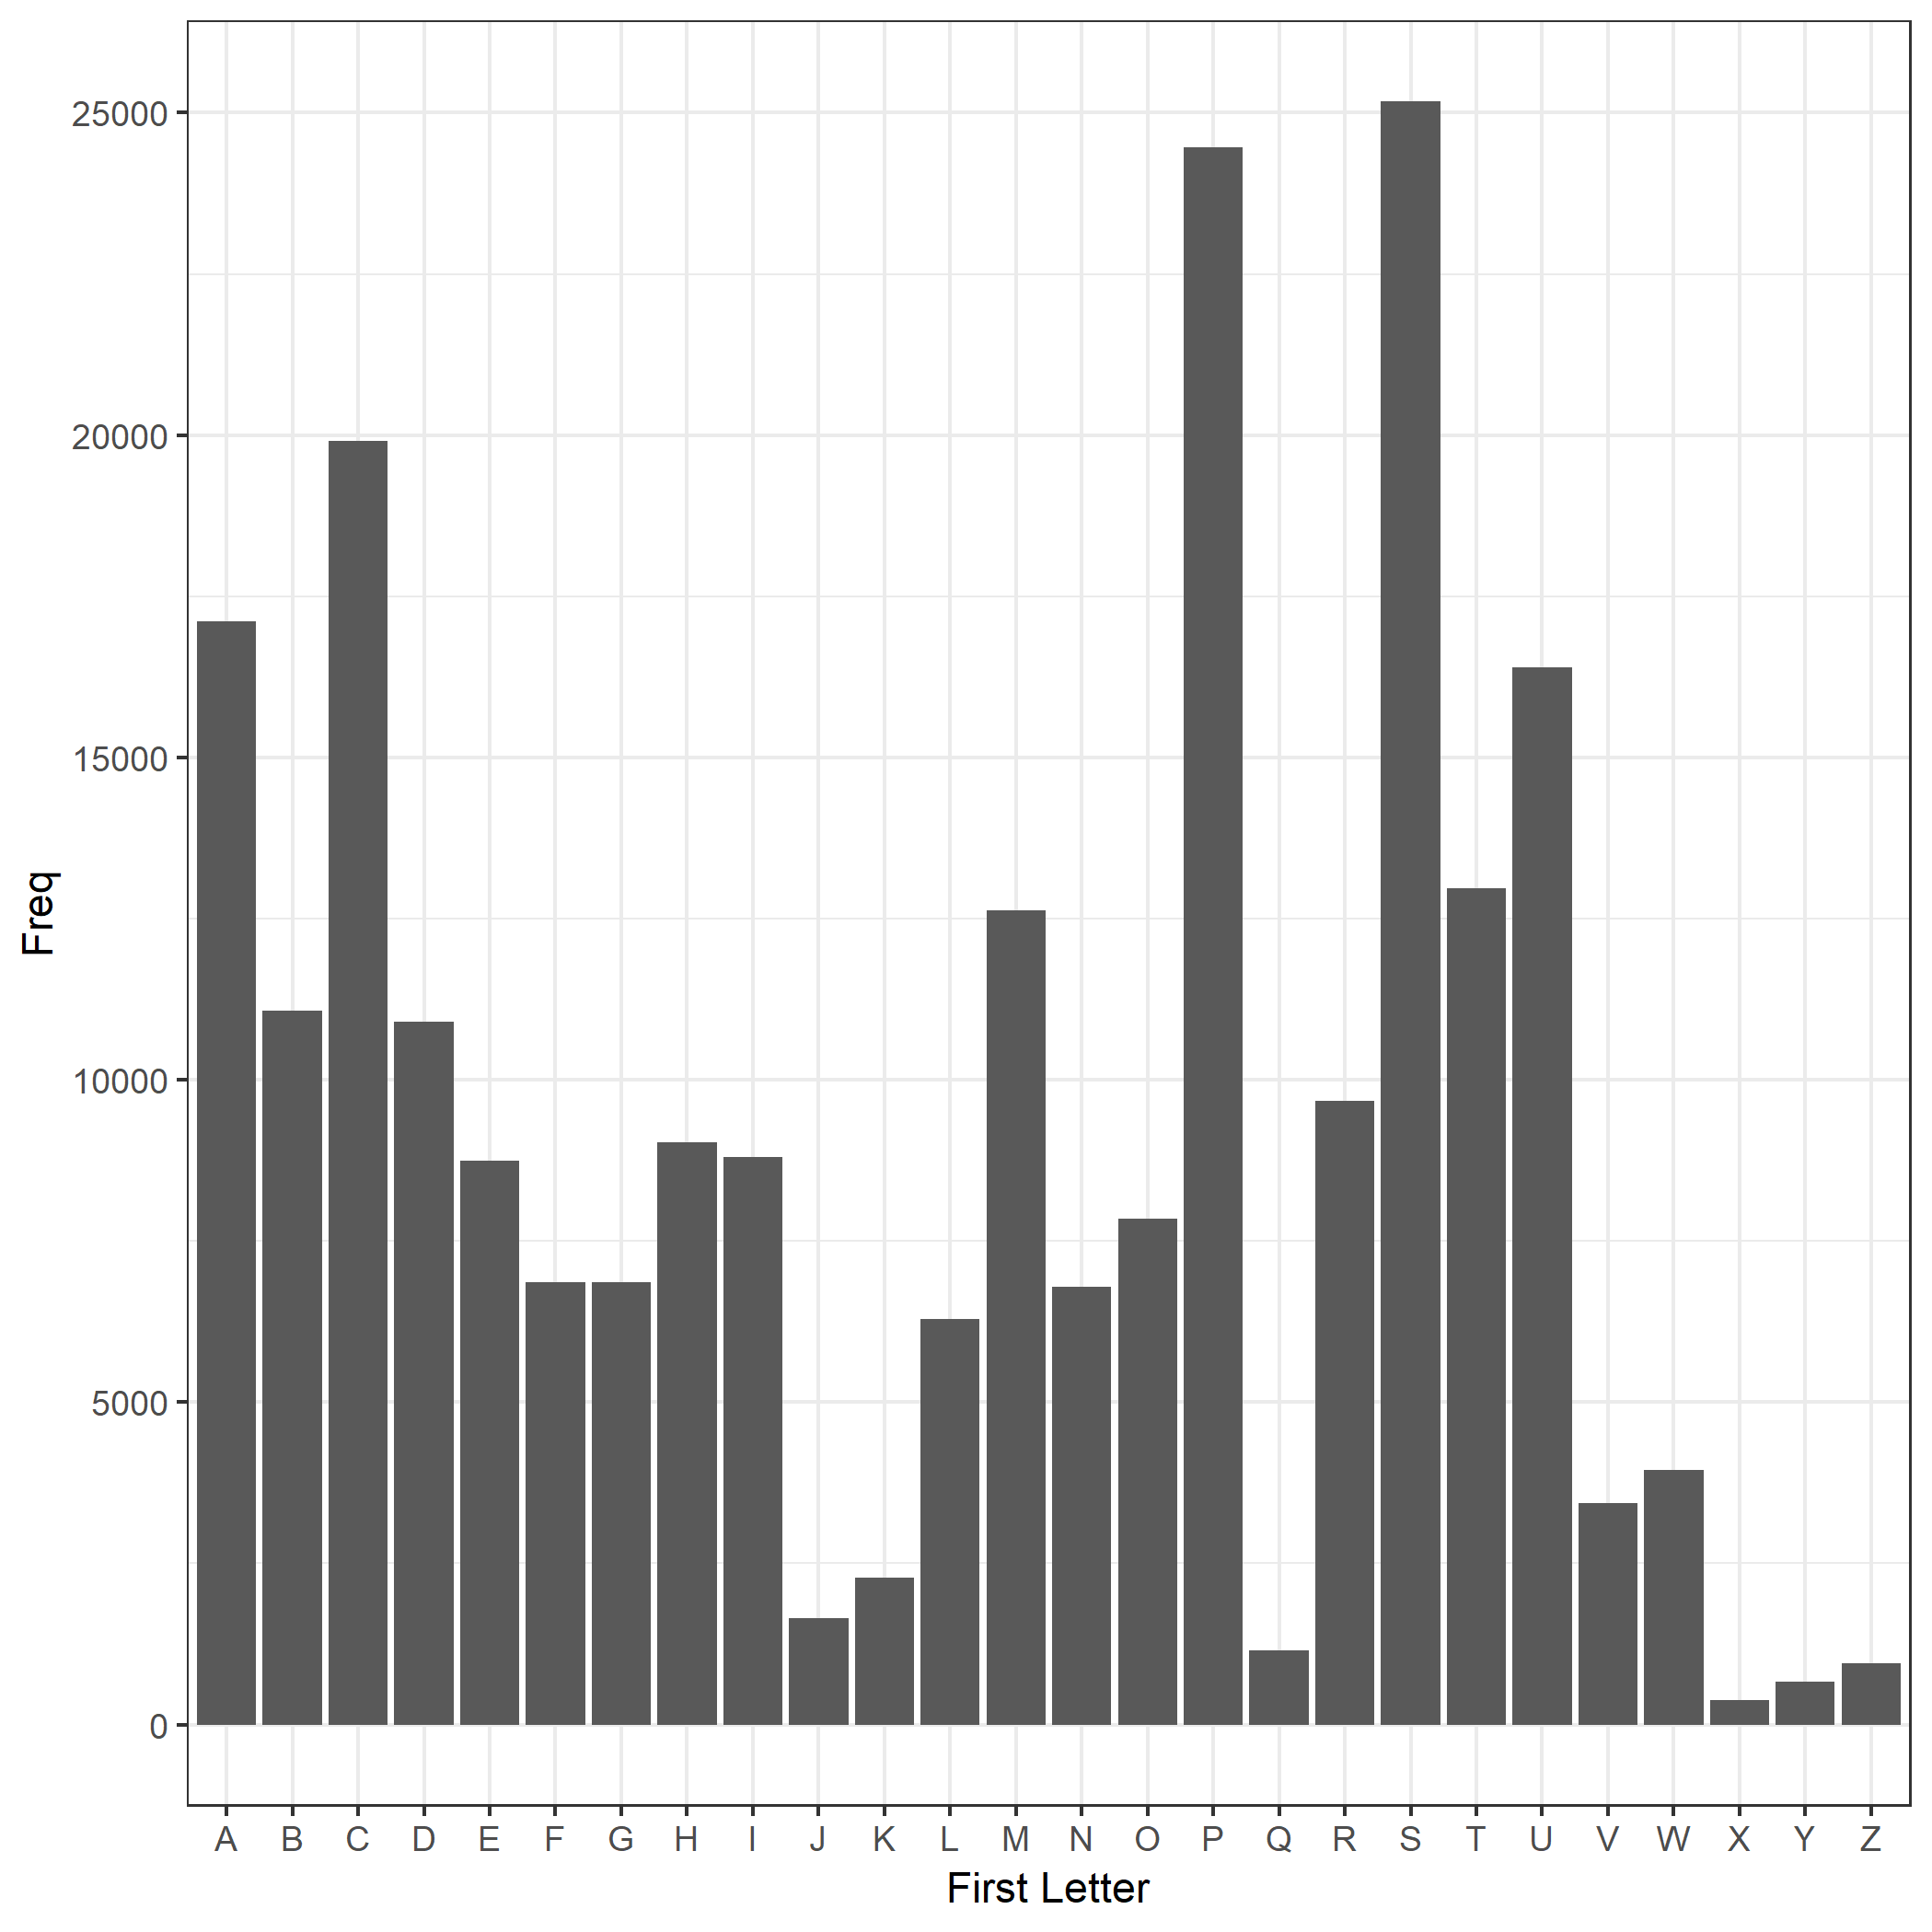 25000
20000
15000
10000
5000
0
Freq
A B C D E F G H I J K L M N O P Q R S T U V W X Y Z
First Letter